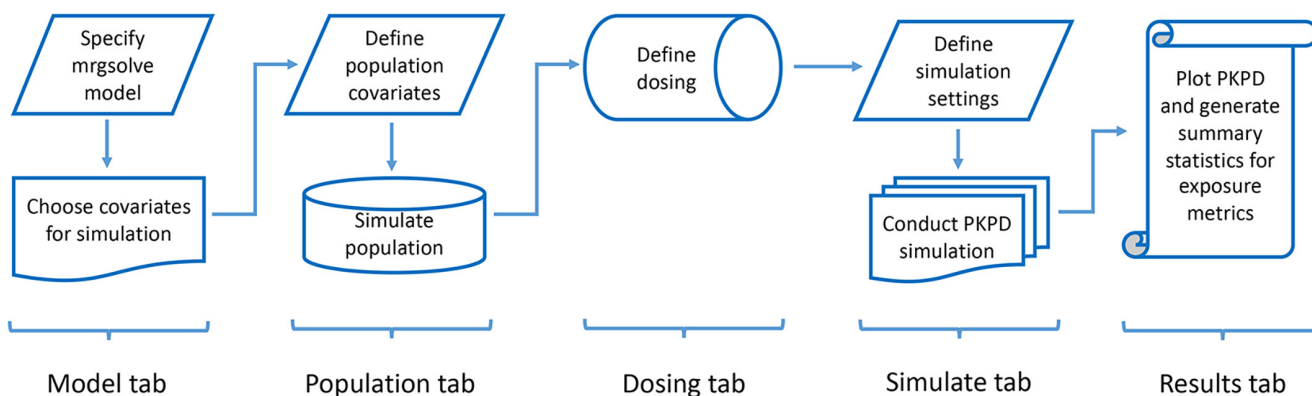 Specify
mrgsolve
model
Choose covariates
for simulation
Define
population
covariates
Simulate
population
Define
dosing
Define
simulation
settings
Conduct PKPD
simulation
Plot PKPD
and generate
summary
statistics for
exposure
metrics
Model tab
Population tab
Dosing tab
Simulate tab
Results tab